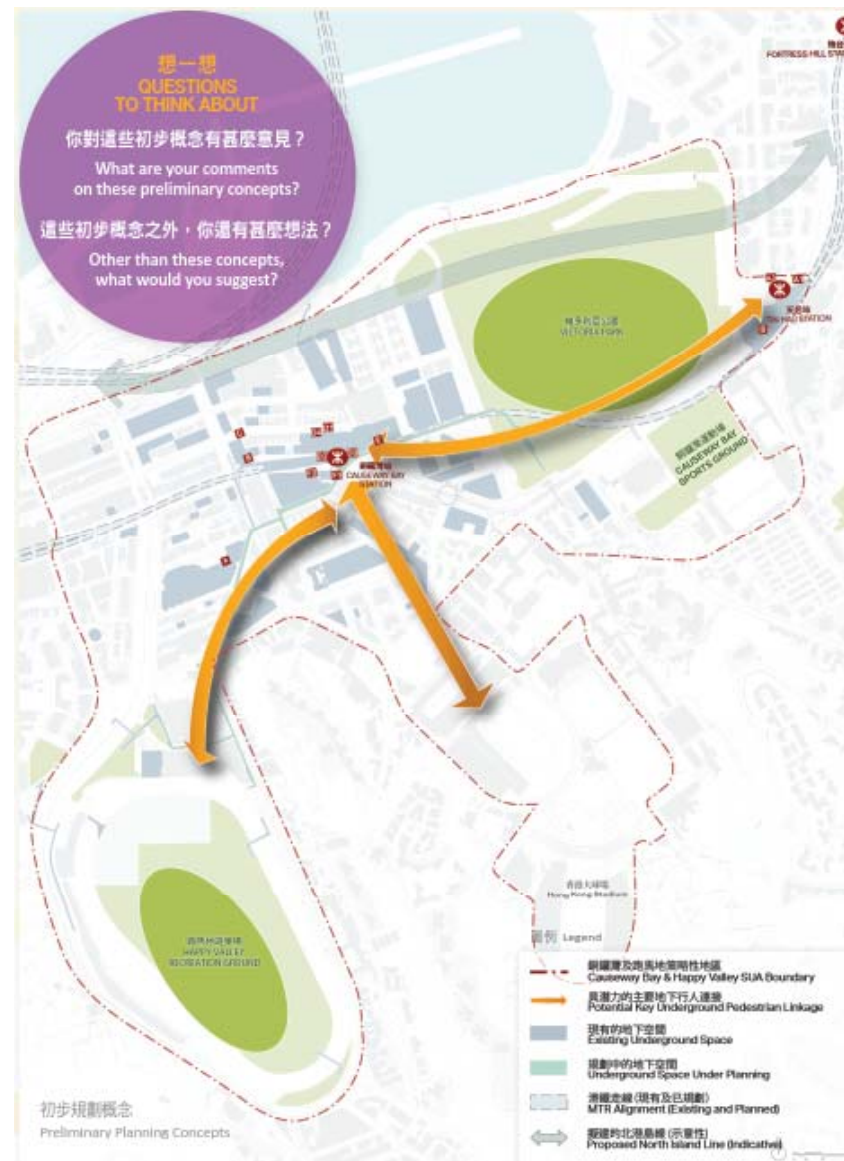 想一想
QUESTIONS
TO THINK ABOUT
你對這些初步概念有甚麼意見？
What are your comments
on these preliminary concepts?
這些初步概念之外，你還有甚麼想法？
Other than these concepts,
what would you suggest?
FORTRESS HILL
維多利亞公園
VICTORIA PARK
天后站
TIN HAU STATION
銅鑼灣運動場
CAUSEWAY BAY
SPORTS GROUND
銅鑼灣站
CAUSEWAY BAY
STATION
香港大球場
Hong Kong Stadium
跑馬地遊樂場
HAPPY VALLEY
RECREATION GROUND
圖例 Legend
銅鑼灣及跑馬地策略性地區
Causeway Bay & Happy Valley SUA Boundary
具潛力的主要地下行人連接
Potential Key Underground Pedestrian Linkage
現有的地下空間
Existing Underground Space
規劃中的地下空間
Underground Space Under Planning
港鐵走線 (現有及已規劃)
MTR Alignment (Existing and Planned)
擬建的北港島線 (示意性)
Proposed North Island Line (Indicative)
初步規劃概念
Preliminary Planning Concepts